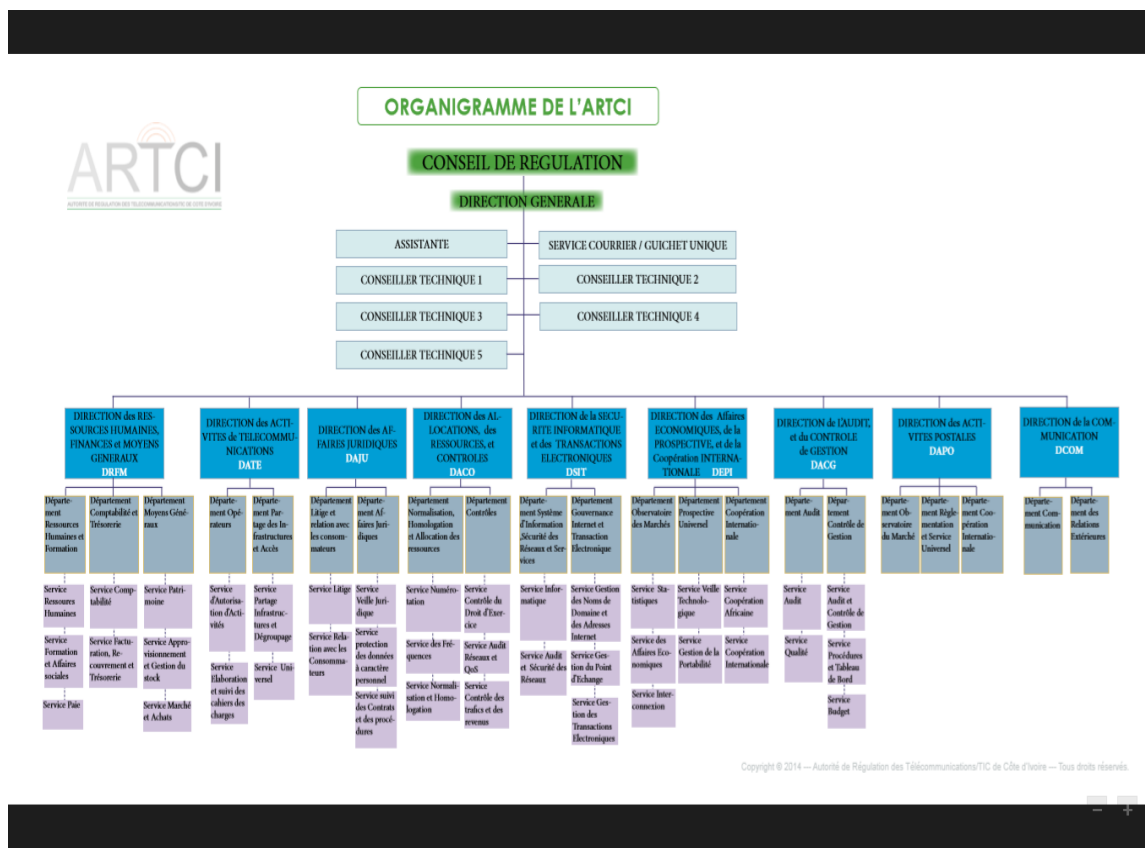 ORGANIGRAMME DE L'ARTCI
ARTCI
AUTORITÉ DE RÉGULATION DES TÉLÉCOMMUNICATIONS/TIC DE CÔTE D'IVOIRE
CONSEIL DE REGULATION
DIRECTION GENERALE
ASSISTANTE
SERVICE COURRIER / GUICHET UNIQUE
CONSEILLER TECHNIQUE 1
CONSEILLER TECHNIQUE 2
CONSEILLER TECHNIQUE 3
CONSEILLER TECHNIQUE 4
CONSEILLER TECHNIQUE 5
DIRECTION des RES-
SOURCES HUMAINES,
FINANCES et MOYENS
GENERAUX
DRFM
DIRECTION des ACTI-
VITES de TELECOMMU-
NICATIONS
DATE
DIRECTION des AF-
FAIRES JURIDIQUES
DAJU
DIRECTION des AL-
LOCATIONS, des
RESSOURCES, et
CONTROLES
DACO
DIRECTION de la SECU-
RITE INFORMATIQUE
et des TRANSACTIONS
ELECTRONIQUES
DSIT
DIRECTION des Affaires
ECONOMIQUES, de la
PROSPECTIVE, et de la
Coopération INTERNA-
TIONALE DEPI
DIRECTION de L'AUDIT,
et du CONTROLE
de GESTION
DACG
DIRECTION des ACTI-
VITES POSTALES
DAPO
DIRECTION de la COM-
MUNICATION
DCOM
Départe-
ment
Ressources
Humaines et
Formation
Département
Comptabilité et
Trésorerie
Département
Moyens Géné-
raux
Départe-
ment Opé-
rateurs
Départe-
ment Par-
tage des In-
frastructures
et Accès
Département
Litige et
relation avec
les consom-
mateurs
Départe-
ment Af-
faires Juri-
diques
Département
Normalisation,
Homologation
et Allocation des
ressources
Département
Contrôles
Départe-
ment Système
d'Information
,Sécurité des
Réseaux et Ser-
vices
Département
Gouvernance
Internet et
Transaction
Electronique
Département
Observatoire
des Marchés
Département
Prospective
Universel
Département
Coopération
Internatio-
nale
Départe-
ment Audit
Dépar-
tement
Contrôle de
Gestion
Départe-
ment Ob-
servatoire
du Marché
Départe-
ment Régle-
mentation
et Service
Universel
Départe-
ment Coo-
pération
Internatio-
nale
Départe-
ment Com-
munication
Départe-
ment des
Relations
Extérieures
Service
Ressoures
Humaines
Service
Formation
et Affaires
sociales
Service Paie
Service Comp-
tabilité
Service Factu-
ration, Re-
couvrement et
Trésorerie
Service Patri-
moine
Service Appro-
visionnement
et Gestion du
stock
Service Marché
et Achats
Service
d'Autorisa-
tion d'Acti-
vités
Service
Elaboration
et suivi des
cahiers des
charges
Service
Partage
Infrastruc-
tures et
Dégroupage
Service Uni-
versel
Service Litige
Service Rela-
tion avec les
Consomma-
teurs
Service
Veille Juri-
dique
Service
protection
des données
à caractère
personnel
Service suivi
des Contrats
et des procé-
dures
Service Numéro-
tation
Service des Fré-
quences
Service Normali-
sation et Homo-
logation
Service
Contrôle du
Droit d'Exer-
cice
Service Audit
Réseaux et
QoS
Service
Contrôle des
trafics et des
revenus
Service Infor-
matique
Service Audit
et Sécurité des
Réseaux
Service Gestion
des Noms de
Domaine et
des Adresses
Internet
Service Ges-
tion du Point
d'Echange
Service Ges-
tion des
Transactions
Electroniques
Service Sta-
tistiques
Service des
Affaires Eco-
nomiques
Service Inter-
connexion
Service Veille
Technolo-
gique
Service
Gestion de la
Portabilité
Service
Coopération
Africaine
Service
Coopération
Internationale
Service
Audit
Service
Qualité
Service
Audit et
Contrôle de
Gestion
Service
Procédures
et Tableau
de Bord
Service
Budget
Copyright © 2014 — Autorité de Régulation des Télécommunications/TIC de Côte d'Ivoire — Tous droits réservés.